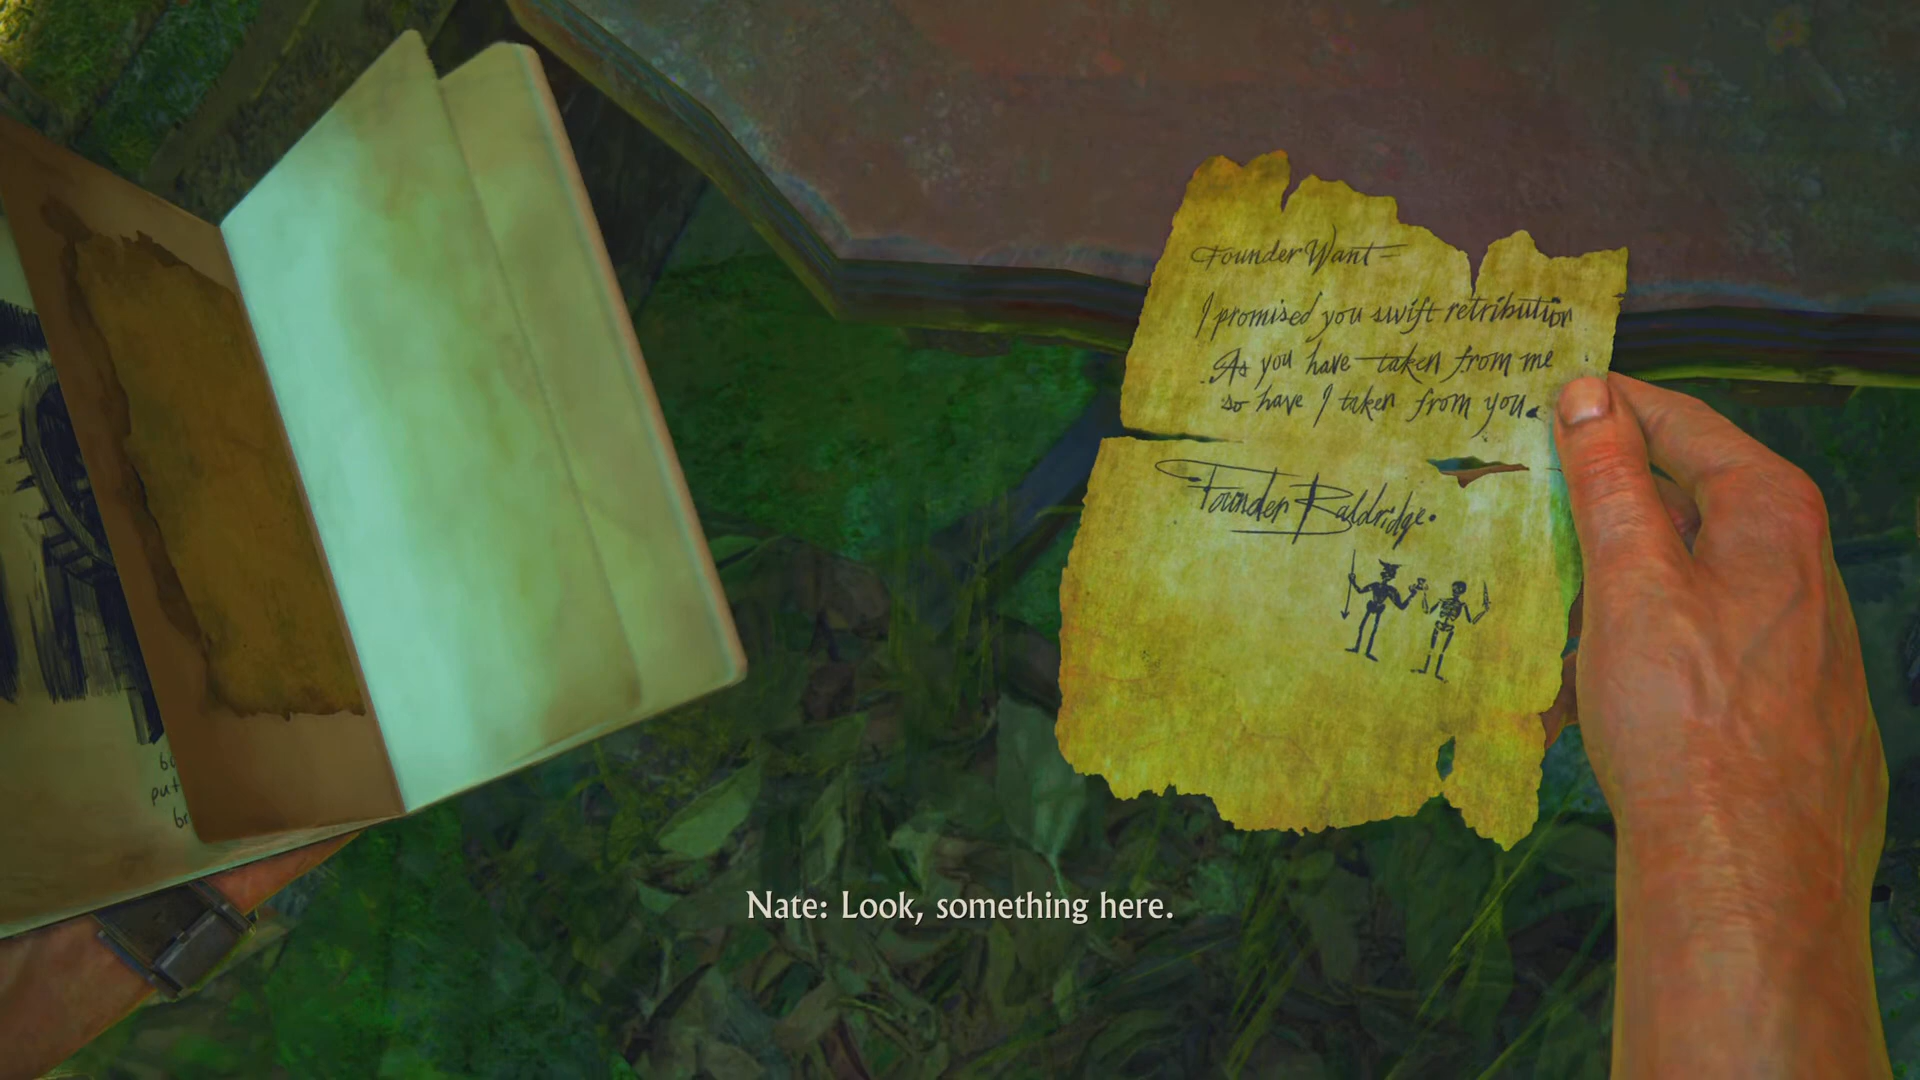 Founder Want-
I promised you swift retribution
As you have taken from me
so have I taken from you.
Founder Baldridge.
put
Nate: Look, something here.